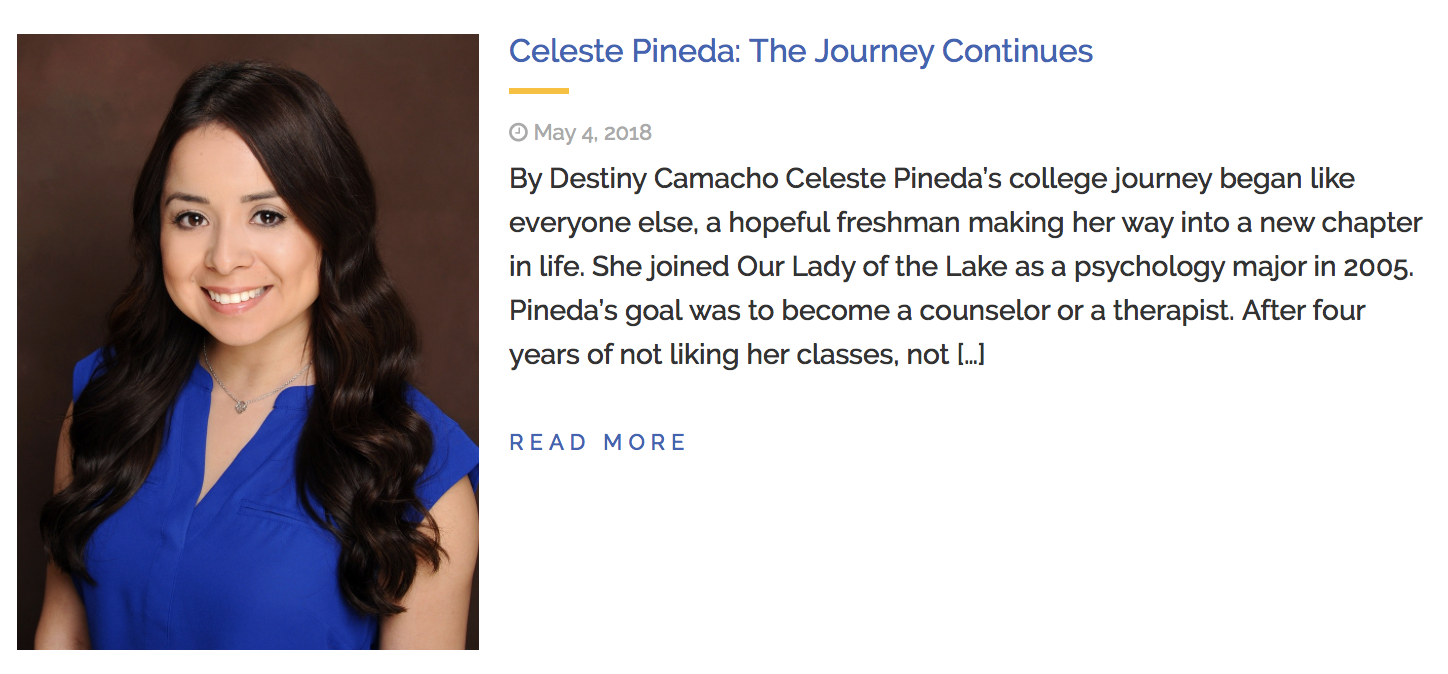 Celeste Pineda: The Journey Continues
May 4, 2018
By Destiny Camacho Celeste Pineda’s college journey began like
everyone else, a hopeful freshman making her way into a new chapter
in life. She joined Our Lady of the Lake as a psychology major in 2005.
Pineda’s goal was to become a counselor or a therapist. After four
years of not liking her classes, not […]
READ MORE